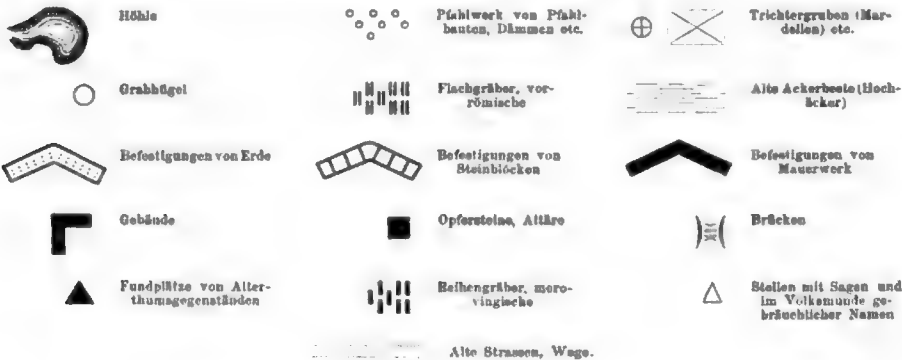 Höhle
Pfahlwerk von Pfahl-
bauten, Dämmen etc.
Trichtergruben (Mar-
dellen) etc.
Grabhügel
Flachgräber, vor-
römische
Alte Ackerbeete (Hoch-
äcker)
Befestigungen von Erde
Befestigungen von
Steinblöcken
Befestigungen von
Mauerwerk
Gebäude
Opfersteine, Altäre
Brücken
Fundplätze von Alter-
thumsgegenständen
Reihengräber, mero-
vingische
Stellen mit Sagen und
im Volksmunde ge-
bräuchlicher Namen
Alte Strassen, Wege.